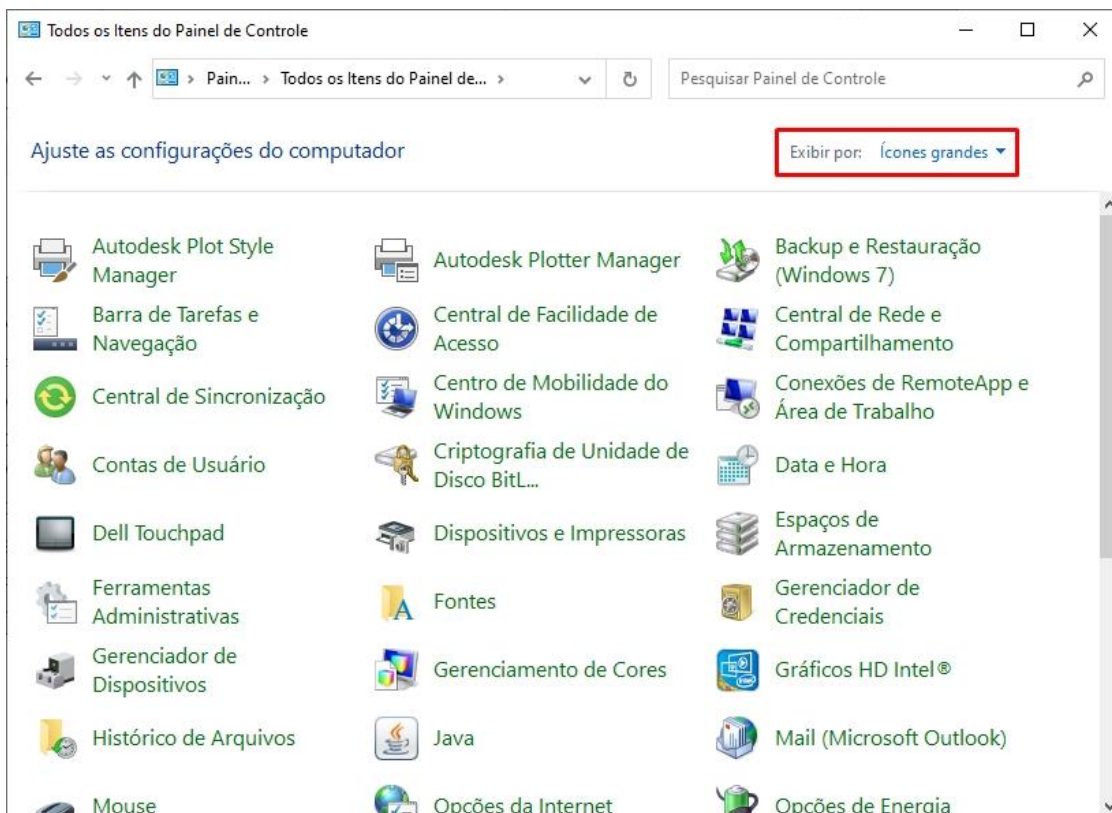 Todos os Itens do Painel de Controle
Pain... > Todos os Itens do Painel de... >
Pesquisar Painel de Controle
Ajuste as configurações do computador
Exibir por: Ícones grandes
Autodesk Plot Style
Manager
Autodesk Plotter Manager
Backup e Restauração
(Windows 7)
Barra de Tarefas e
Navegação
Central de Facilidade de
Acesso
Central de Rede e
Compartilhamento
Central de Sincronização
Centro de Mobilidade do
Windows
Conexões de RemoteApp e
Área de Trabalho
Contas de Usuário
Criptografia de Unidade de
Disco BitL...
Data e Hora
Dell Touchpad
Dispositivos e Impressoras
Espaços de
Armazenamento
Ferramentas
Administrativas
Fontes
Gerenciador de
Credenciais
Gerenciador de
Dispositivos
Gerenciamento de Cores
Gráficos HD Intel®
Histórico de Arquivos
Java
Mail (Microsoft Outlook)
Mouse
Opções da Internet
Opções de Energia